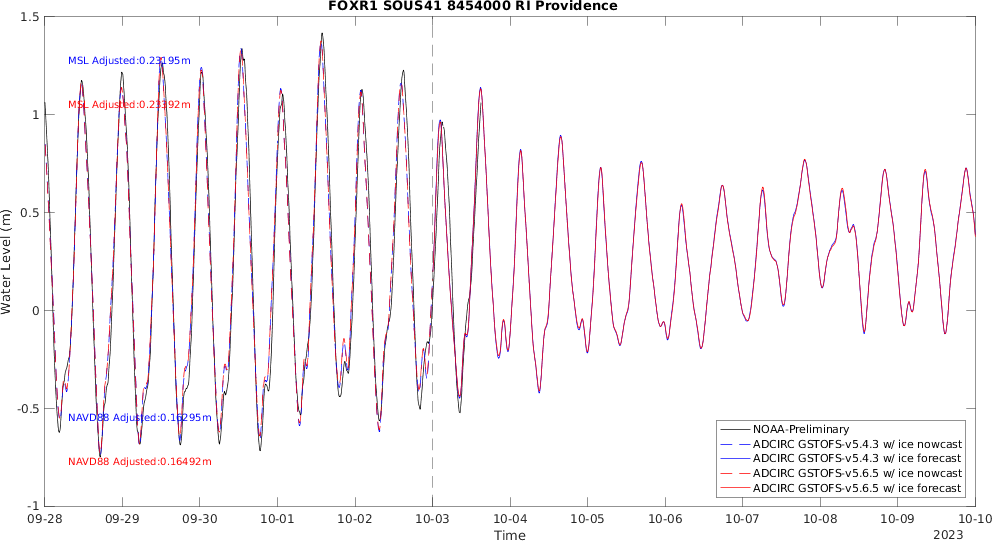 FOXR1 SOUS41 8454000 RI Providence
1.5
1
0.5
0
-0.5
-1
Water Level (m)
MSL Adjusted:0.23195m
MSL Adjusted:0.23392m
NAVD88 Adjusted:0.16295m
NAVD88 Adjusted:0.16492m
NOAA-Preliminary
ADCIRC GSTOFS-v5.4.3 w/ ice nowcast
ADCIRC GSTOFS-v5.4.3 w/ ice forecast
ADCIRC GSTOFS-v5.6.5 w/ ice nowcast
ADCIRC GSTOFS-v5.6.5 w/ ice forecast
09-28 09-29 09-30 10-01 10-02 10-03 10-04 10-05 10-06 10-07 10-08 10-09 10-10
Time
2023